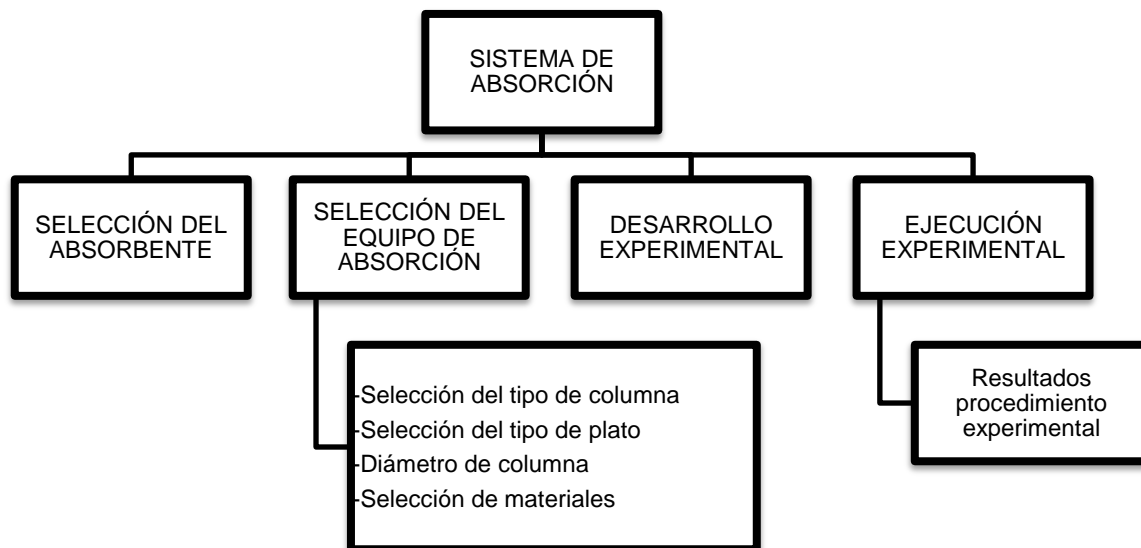 SISTEMA DE
ABSORCIÓN
SELECCIÓN DEL
ABSORBENTE
SELECCIÓN DEL
EQUIPO DE
ABSORCIÓN
DESARROLLO
EXPERIMENTAL
EJECUCIÓN
EXPERIMENTAL
-Selección del tipo de columna
-Selección del tipo de plato
-Diámetro de columna
-Selección de materiales
Resultados
procedimiento
experimental